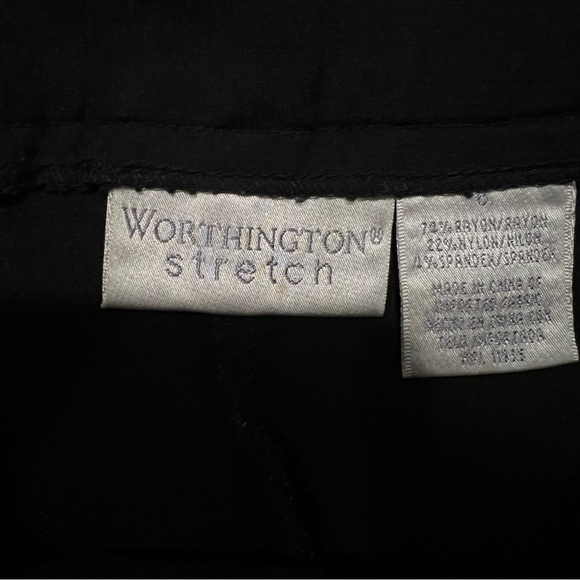 WORTHINGTON®
stretch
74% RAYON/RAYON
22% NYLON/NILON
4% SPANDEX/SPANDEX
MADE IN CHINA OF
IMPORTED FABRIC
HECHO EN CHINA CON
TELA IMPORTADA